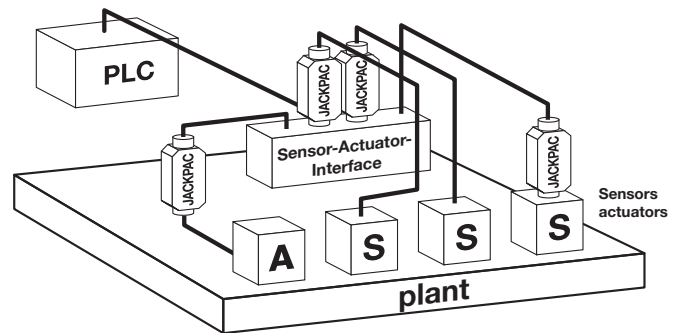 PLC
JACKPAC
JACKPAC
JACKPAC
JACKPAC
Sensor-Actuator-
Interface
Sensors
actuators
A
S
S
S
plant